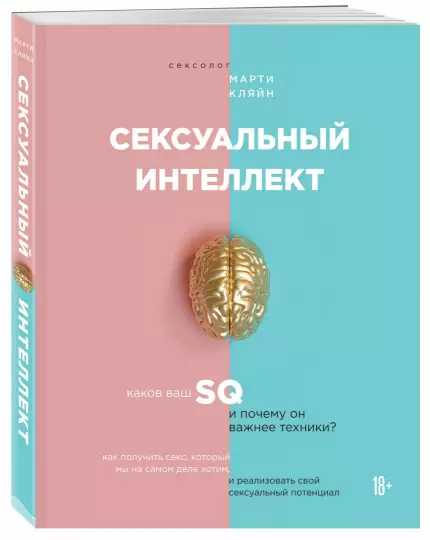 сексолог
МАРТИ
КЛЯЙН
СЕКСУАЛЬНЫЙ
ИНТЕЛЛЕКТ
каков ваш SQ
и почему он
важнее техники?
как получить секс, который
мы на самом деле хотим,
и реализовать свой
сексуальный потенциал
18+
МАРТИ
КЛЯЙН
СЕКСУАЛЬНЫЙ
ИНТЕЛЛЕКТ